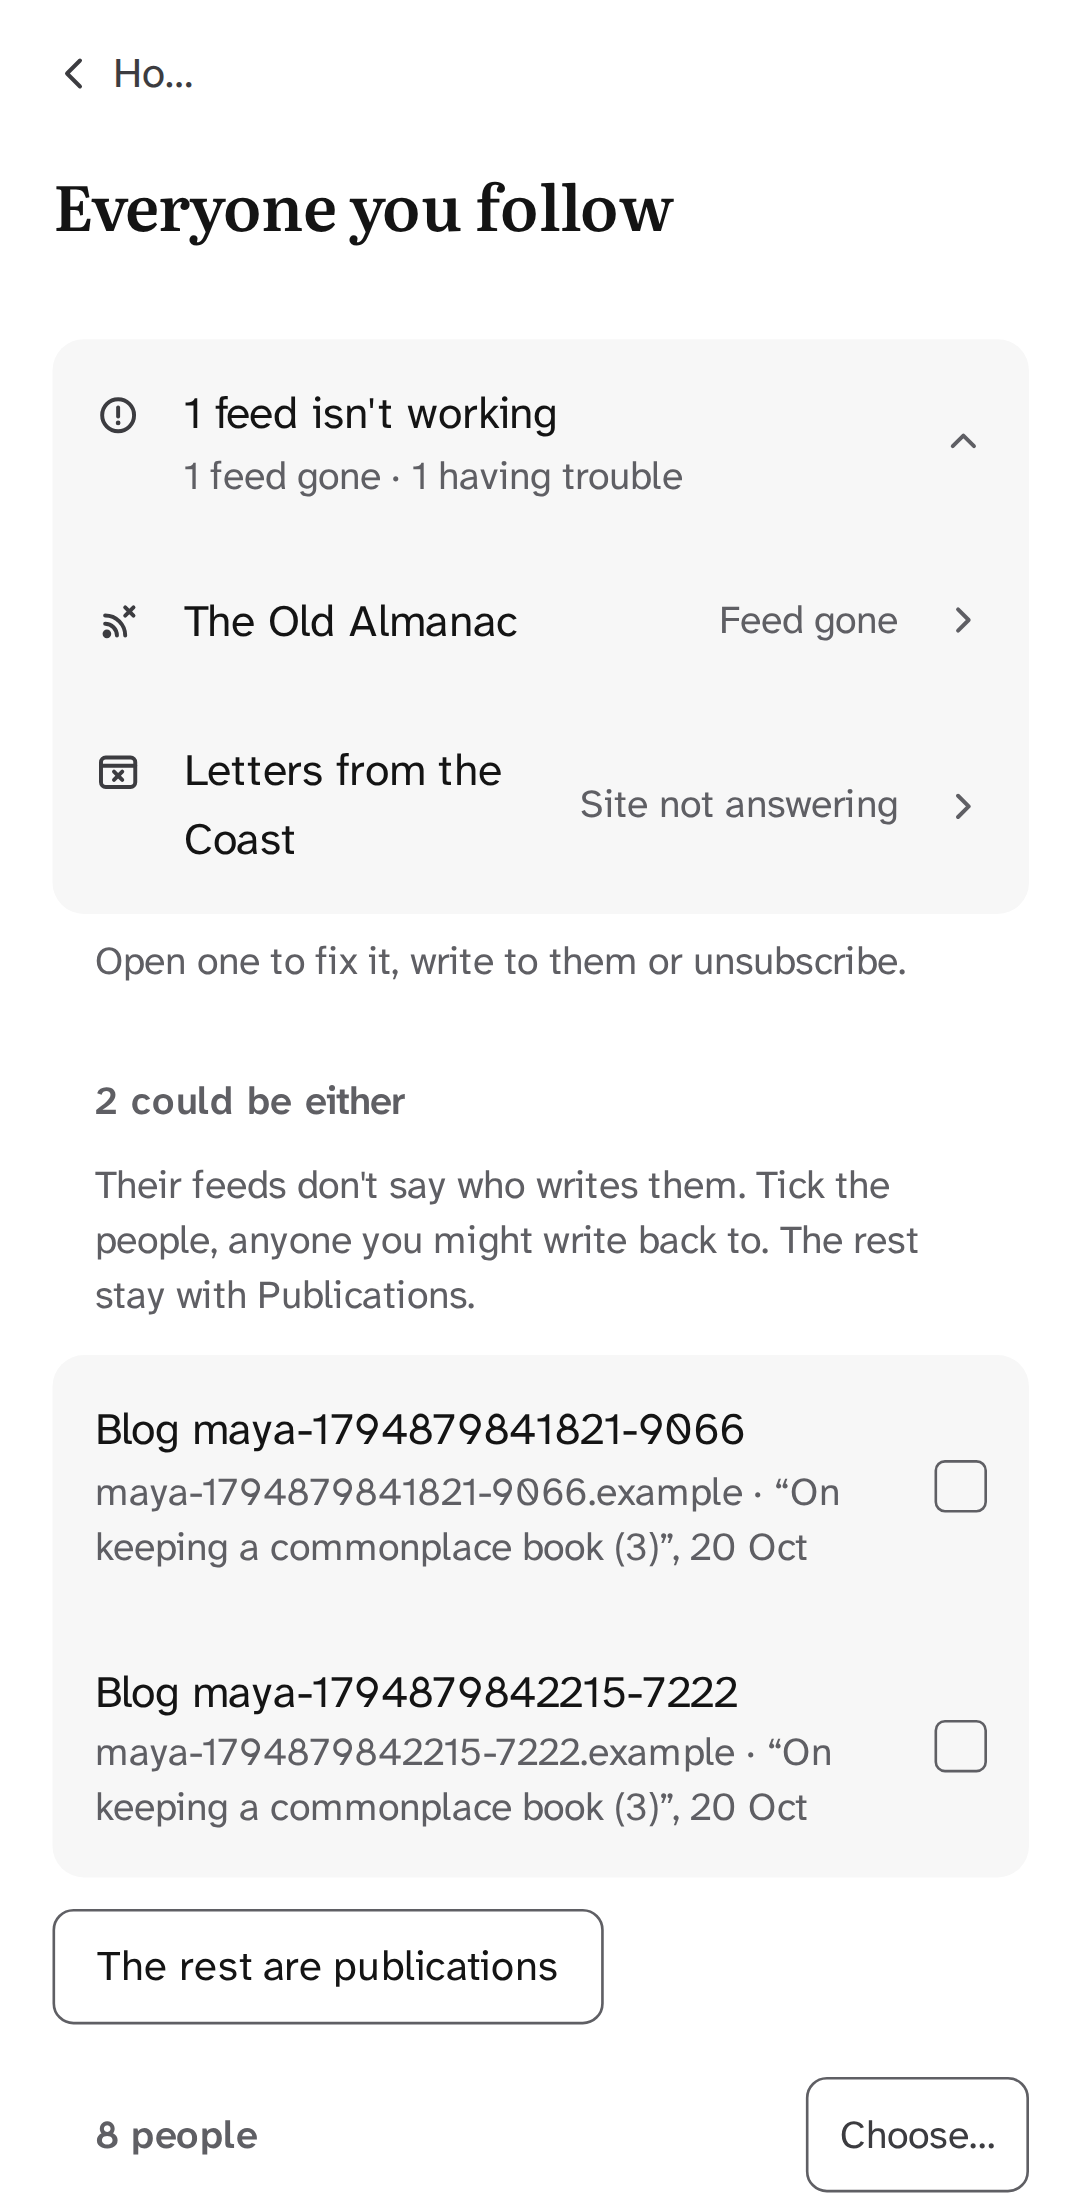 Ho...
Everyone you follow
1 feed isn't working
1 feed gone · 1 having trouble
The Old Almanac
Feed gone
Letters from the
Coast
Site not answering
Open one to fix it, write to them or unsubscribe.
2 could be either
Their feeds don't say who writes them. Tick the
people, anyone you might write back to. The rest
stay with Publications.
Blog maya-1794879841821-9066
maya-1794879841821-9066.example · “On
keeping a commonplace book (3)”, 20 Oct
Blog maya-1794879842215-7222
maya-1794879842215-7222.example · “On
keeping a commonplace book (3)”, 20 Oct
The rest are publications
8 people
Choose...